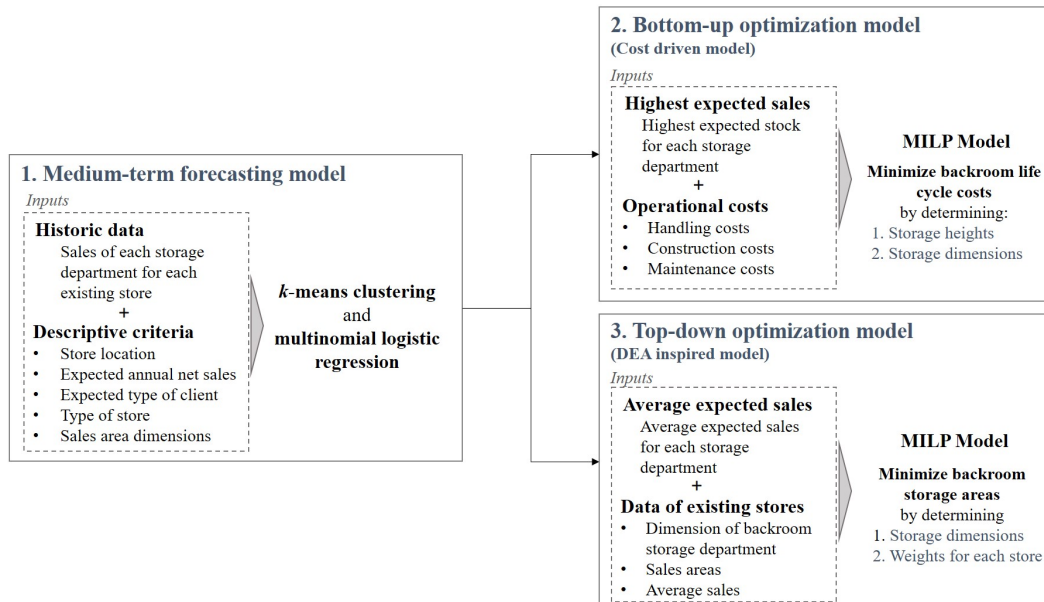 1. Medium-term forecasting model
Inputs
Historic data
Sales of each storage
department for each
existing store
+
Descriptive criteria
• Store location
• Expected annual net sales
• Expected type of client
• Type of store
• Sales area dimensions
k-means clustering
and
multinomial logistic
regression
2. Bottom-up optimization model
(Cost driven model)
Inputs
Highest expected sales
Highest expected stock
for each storage
department
+
Operational costs
• Handling costs
• Construction costs
• Maintenance costs
MILP Model
Minimize backroom life
cycle costs
by determining:
1. Storage heights
2. Storage dimensions
3. Top-down optimization model
(DEA inspired model)
Inputs
Average expected sales
Average expected sales
for each storage
department
+
Data of existing stores
• Dimension of backroom
storage department
• Sales areas
• Average sales
MILP Model
Minimize backroom
storage areas
by determining
1. Storage dimensions
2. Weights for each store